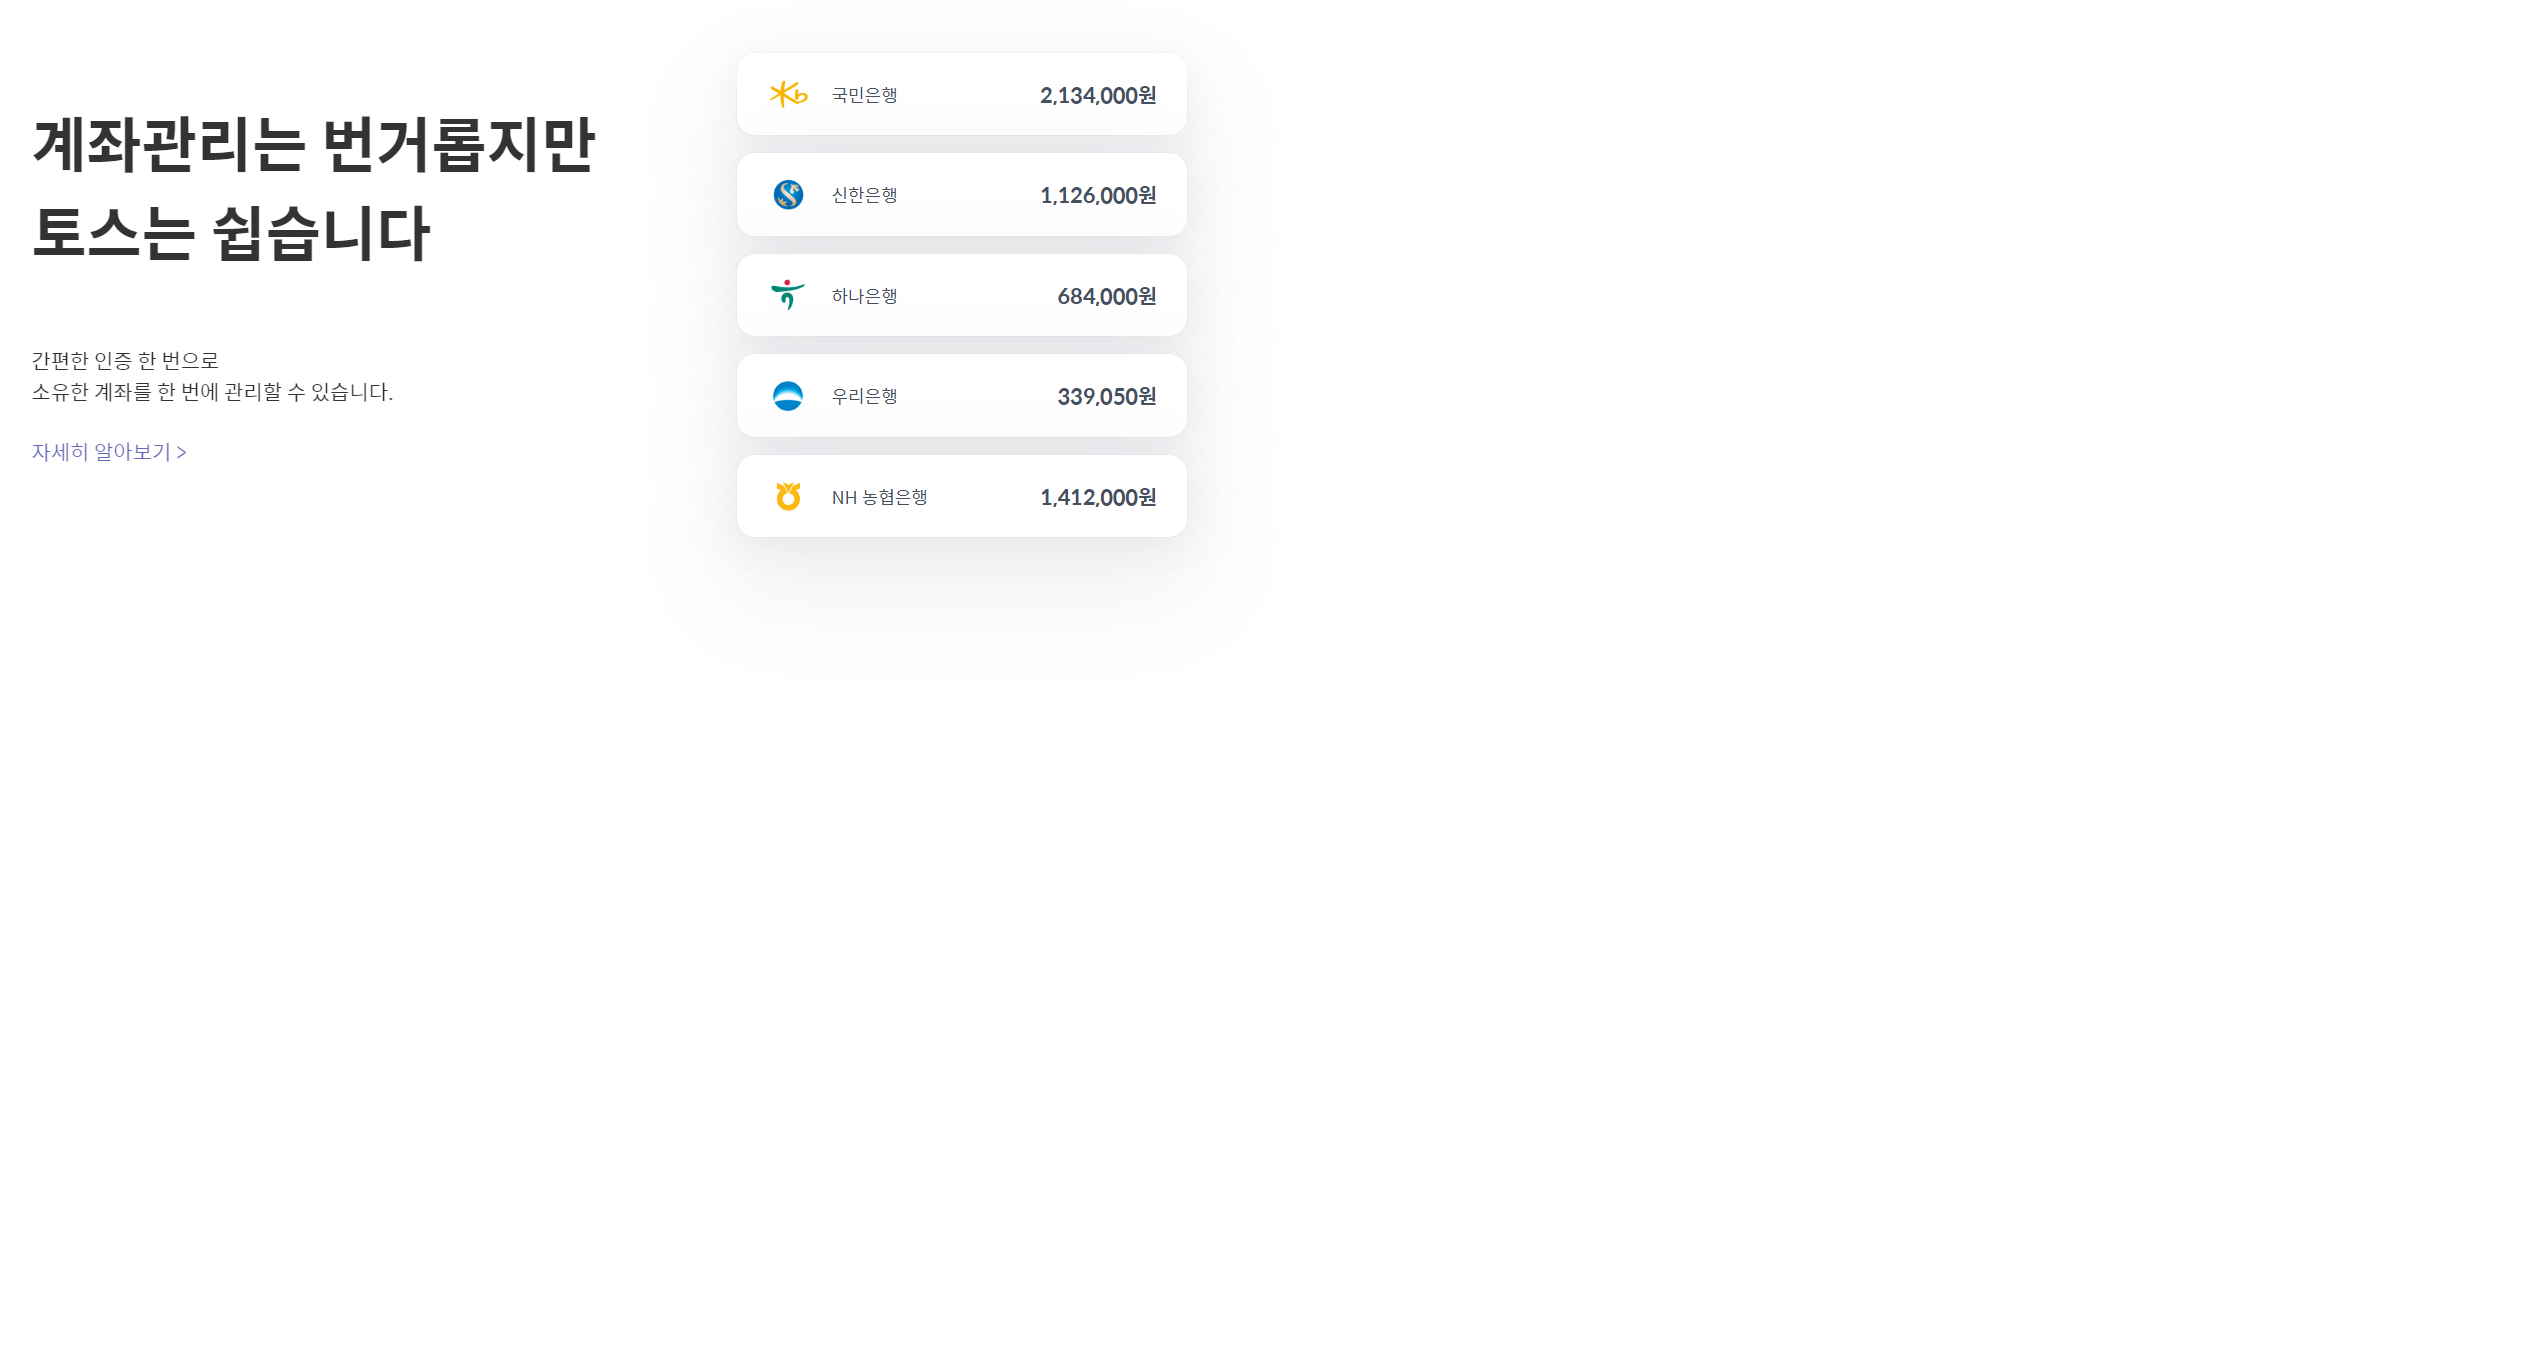 계좌관리는 번거롭지만
토스는 쉽습니다
간편한 인증 한 번으로
소유한 계좌를 한 번에 관리할 수 있습니다.
자세히 알아보기 >
국민은행 2,134,000원
신한은행 1,126,000원
하나은행 684,000원
우리은행 339,050원
NH 농협은행 1,412,000원